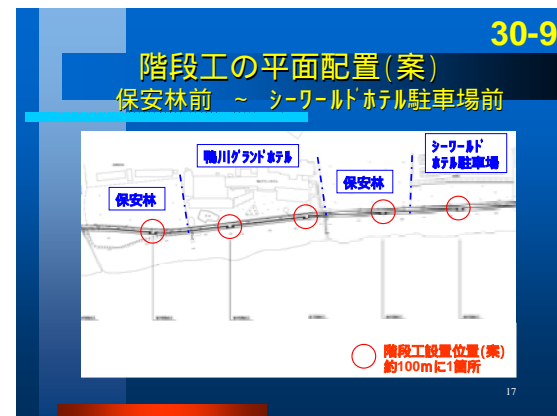 30-9
階段工の平面配置(案)
保安林前 ~ シーワールドホテル駐車場前
鴨川グランドホテル
シーワールド
ホテル駐車場
保安林
保安林
階段工設置位置(案)
約100mに1箇所
17